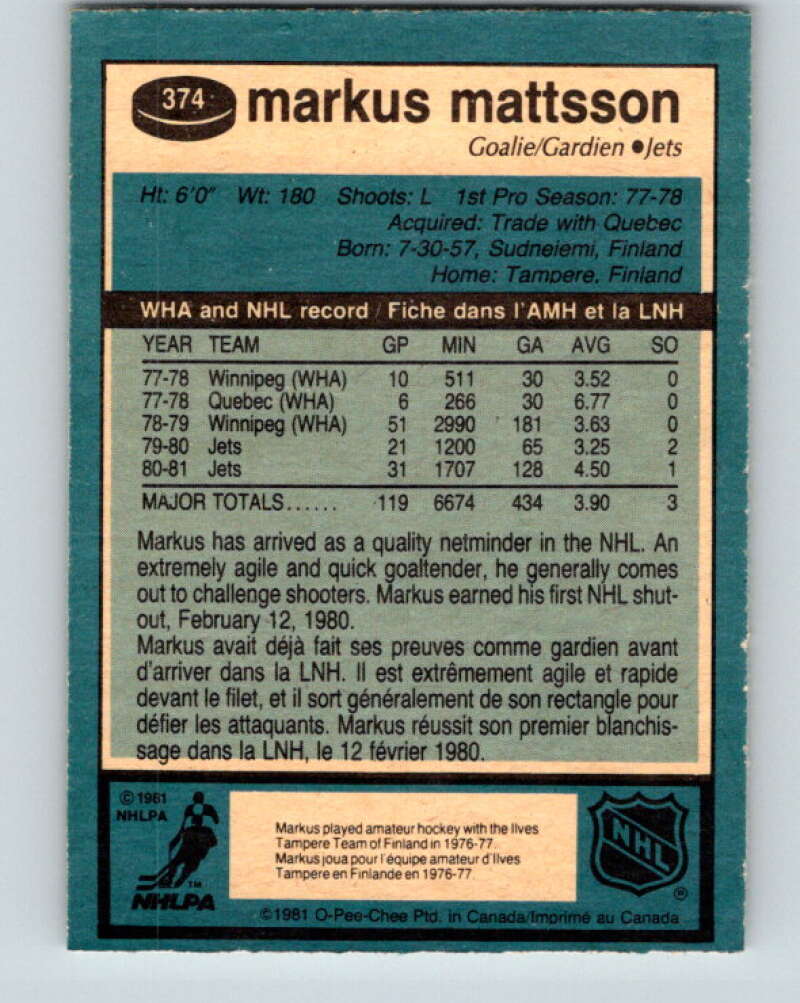 374 markus mattsson
Goalie/Gardien ●Jets
Ht: 6'0" Wt: 180 Shoots: L 1st Pro Season: 77-78
Acquired: Trade with Quebec
Born: 7-30-57, Sudneiemi, Finland
Home: Tampere, Finland
WHA and NHL record / Fiche dans l'AMH et la LNH
YEAR TEAM GP MIN GA AVG SO
77-78 Winnipeg (WHA) 10 511 30 3.52 0
77-78 Quebec (WHA) 6 266 30 6.77 0
78-79 Winnipeg (WHA) 51 2990 181 3.63 0
79-80 Jets 21 1200 65 3.25 2
80-81 Jets 31 1707 128 4.50 1
MAJOR TOTALS...... 119 6674 434 3.90 3
Markus has arrived as a quality netminder in the NHL. An
extremely agile and quick goaltender, he generally comes
out to challenge shooters. Markus earned his first NHL shut-
out, February 12, 1980.
Markus avait déjà fait ses preuves comme gardien avant
d'arriver dans la LNH. Il est extrêmement agile et rapide
devant le filet, et il sort généralement de son rectangle pour
défier les attaquants. Markus réussit son premier blanchis-
sage dans la LNH, le 12 février 1980.
©1981
NHLPA
TM
NHLPA
Markus played amateur hockey with the Ilves
Tampere Team of Finland in 1976-77.
Markus joua pour l'équipe amateur d'Ilves
Tampere en Finlande en 1976-77.
NHL
®
©1981 O-Pee-Chee Ptd. in Canada/Imprimé au Canada